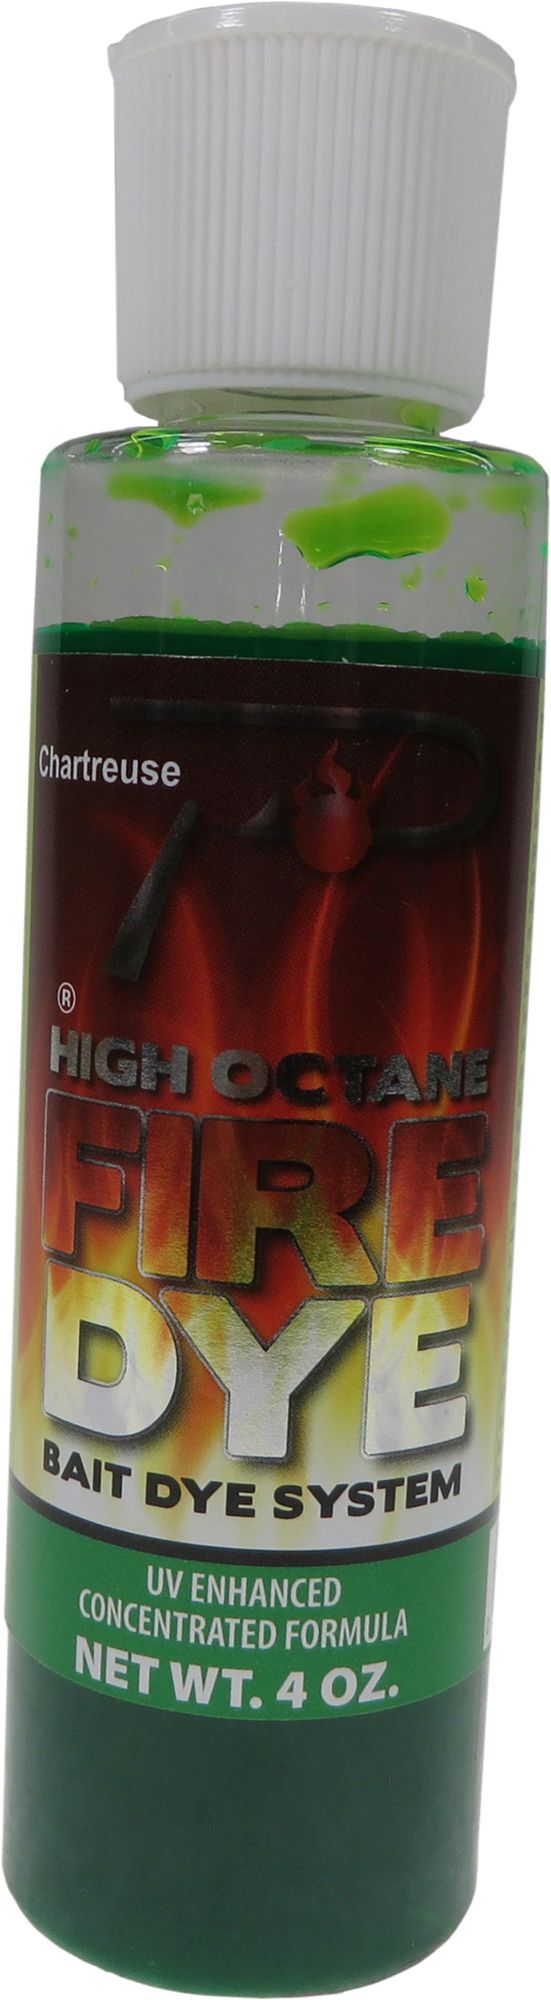 Chartreuse
®
HIGH OCTANE
FIRE
DYE
BAIT DYE SYSTEM
UV ENHANCED
CONCENTRATED FORMULA
NET WT. 4 OZ.